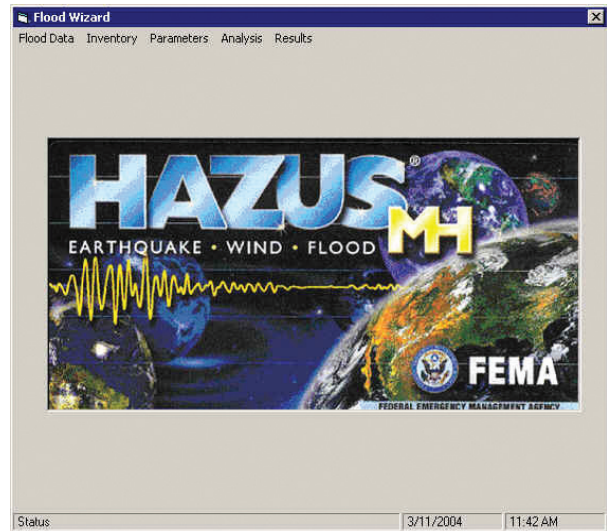 Flood Wizard
Flood Data Inventory Parameters Analysis Results
HAZUS®
MH
EARTHQUAKE • WIND • FLOOD
FEMA
FEDERAL EMERGENCY MANAGEMENT AGENCY
Status 3/11/2004 11:42 AM